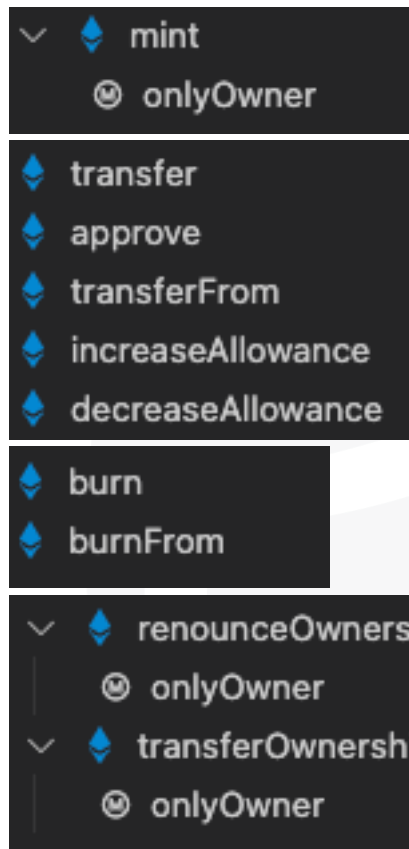 mint
onlyOwner
transfer
approve
transferFrom
increaseAllowance
decreaseAllowance
burn
burnFrom
renounceOwners
onlyOwner
transferOwnersh
onlyOwner